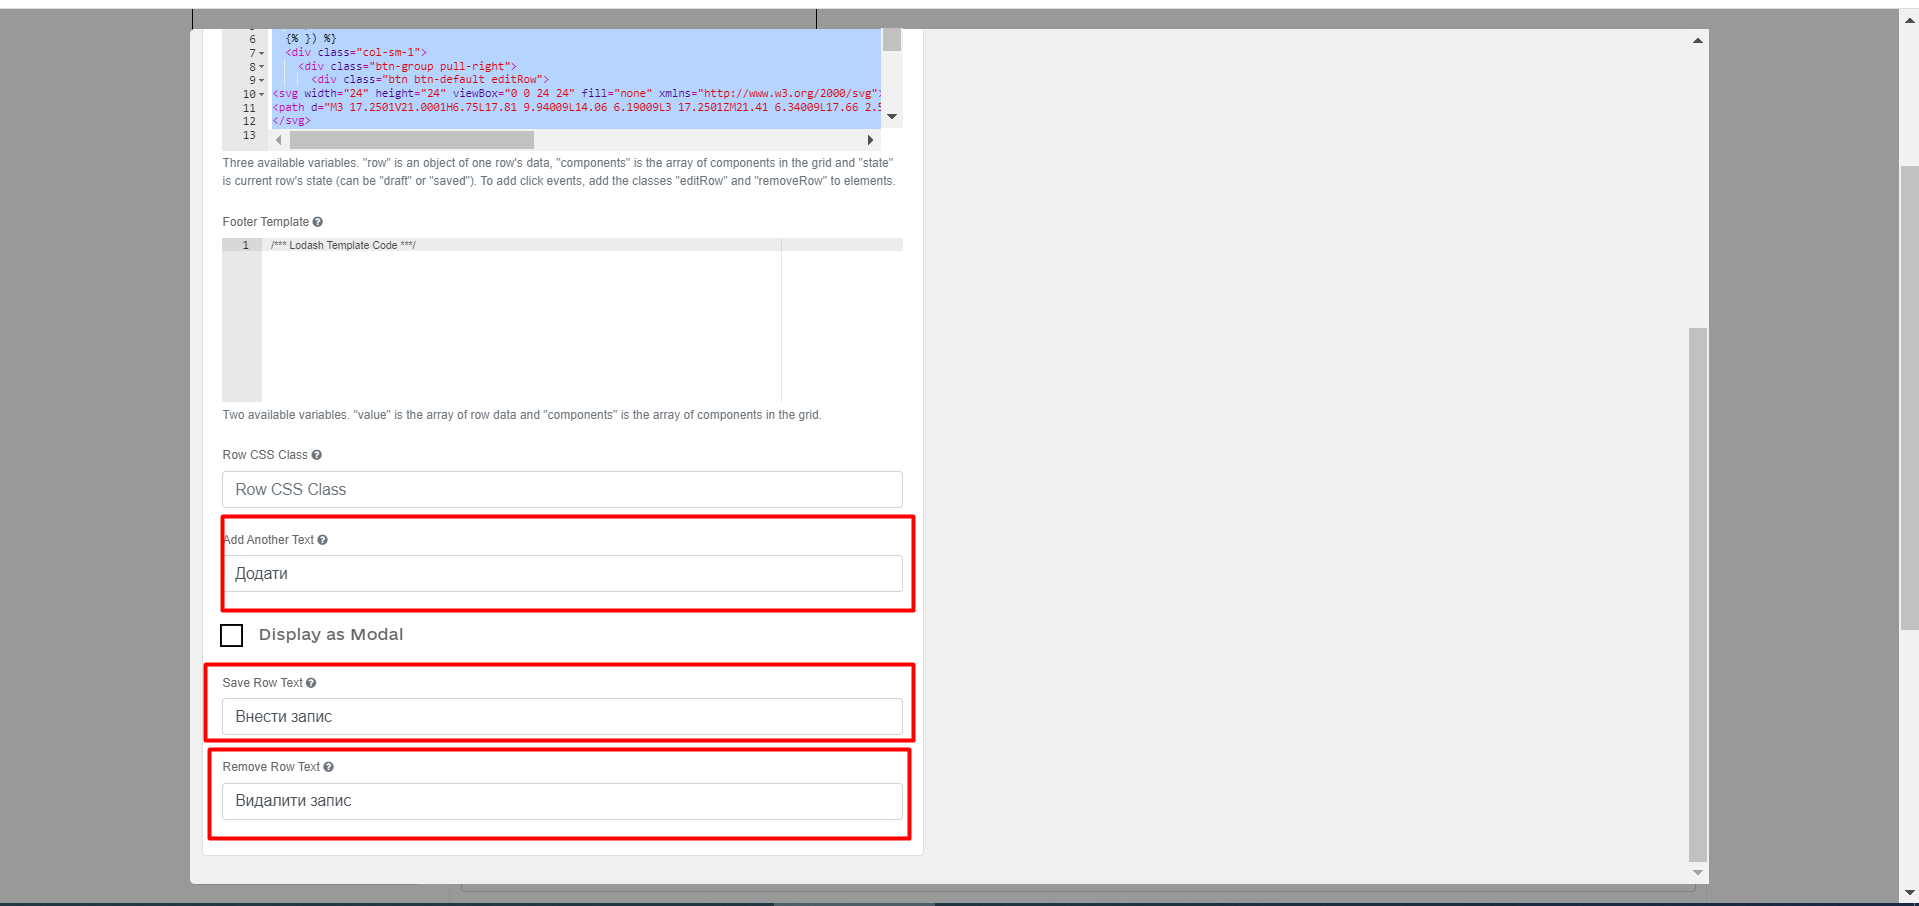 6 {% }) %}
7 <div class="col-sm-1">
8 <div class="btn-group pull-right">
9 <div class="btn btn-default editRow">
10 <svg width="24" height="24" viewBox="0 0 24 24" fill="none" xmlns="http://www.w3.org/2000/svg"
11 <path d="M3 17.2501V21.0001H6.75L17.81 9.94009L14.06 6.19009L3 17.2501ZM21.41 6.34009L17.66 2.5
12 </svg>
13
Three available variables. "row" is an object of one row's data, "components" is the array of components in the grid and "state"
is current row's state (can be "draft" or "saved"). To add click events, add the classes "editRow" and "removeRow" to elements.
Footer Template
1 /*** Lodash Template Code ***/
Two available variables. "value" is the array of row data and "components" is the array of components in the grid.
Row CSS Class
Row CSS Class
Add Another Text
Додати
Display as Modal
Save Row Text
Внести запис
Remove Row Text
Видалити запис